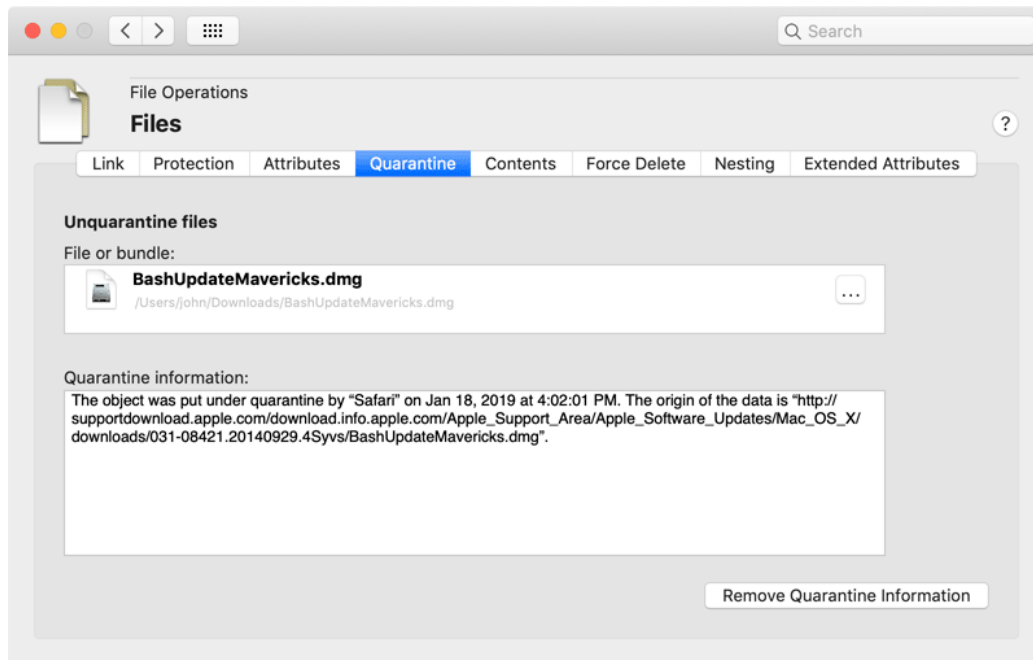 Search
File Operations
Files
?
Link Protection Attributes Quarantine Contents Force Delete Nesting Extended Attributes
Unquarantine files
File or bundle:
BashUpdateMavericks.dmg
/Users/john/Downloads/BashUpdateMavericks.dmg
...
Quarantine information:
The object was put under quarantine by “Safari” on Jan 18, 2019 at 4:02:01 PM. The origin of the data is “http://
supportdownload.apple.com/download.info.apple.com/Apple_Support_Area/Apple_Software_Updates/Mac_OS_X/
downloads/031-08421.20140929.4Syvs/BashUpdateMavericks.dmg”.
Remove Quarantine Information